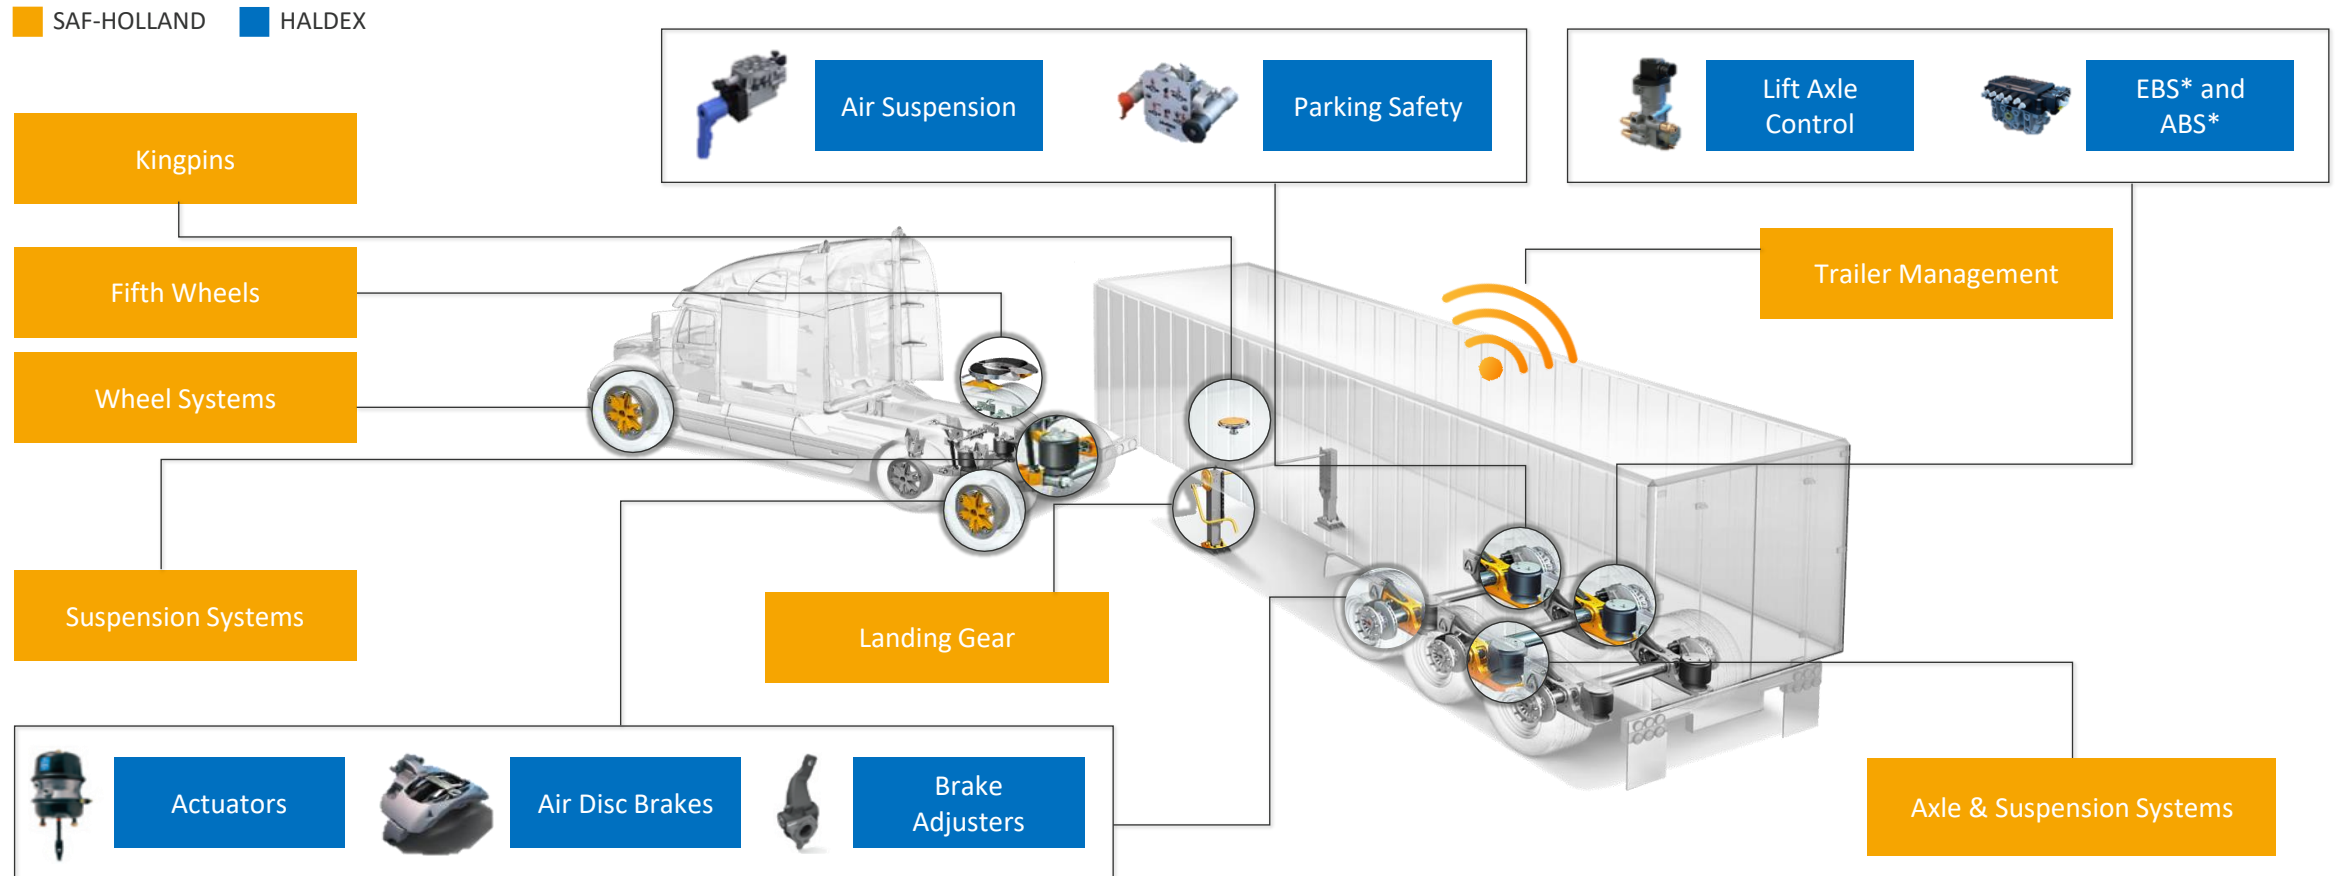 SAF-HOLLAND
HALDEX
Air Suspension
Parking Safety
Lift Axle
Control
EBS* and
ABS*
Kingpins
Fifth Wheels
Trailer Management
Wheel Systems
Suspension Systems
Landing Gear
Actuators
Air Disc Brakes
Brake
Adjusters
Axle & Suspension Systems